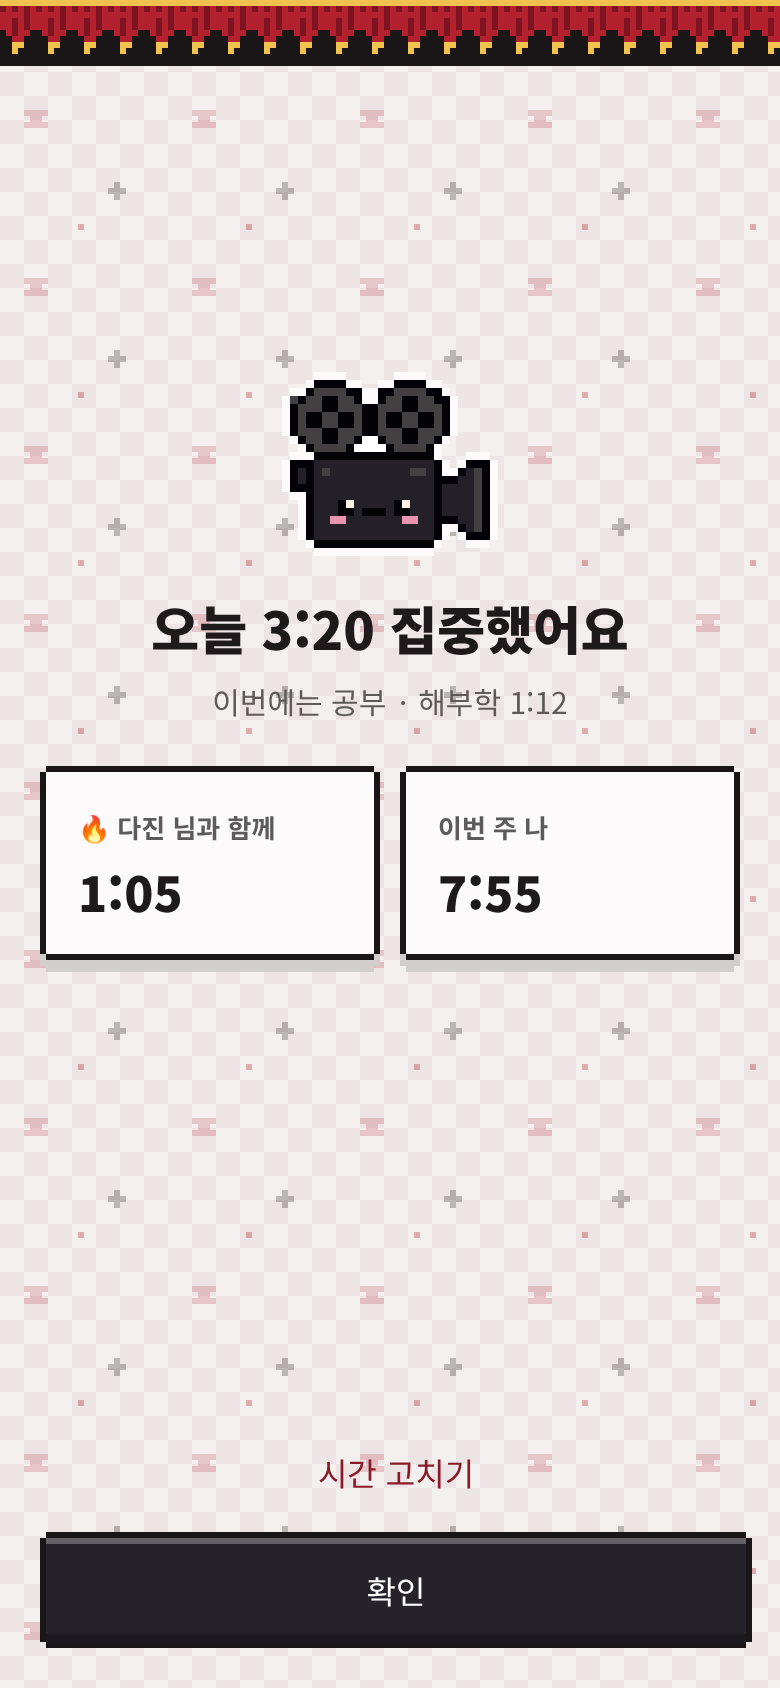 오늘 3:20 집중했어요
이번에는 공부 · 해부학 1:12
🔥 다진 님과 함께
1:05
이번 주 나
7:55
시간 고치기
확인